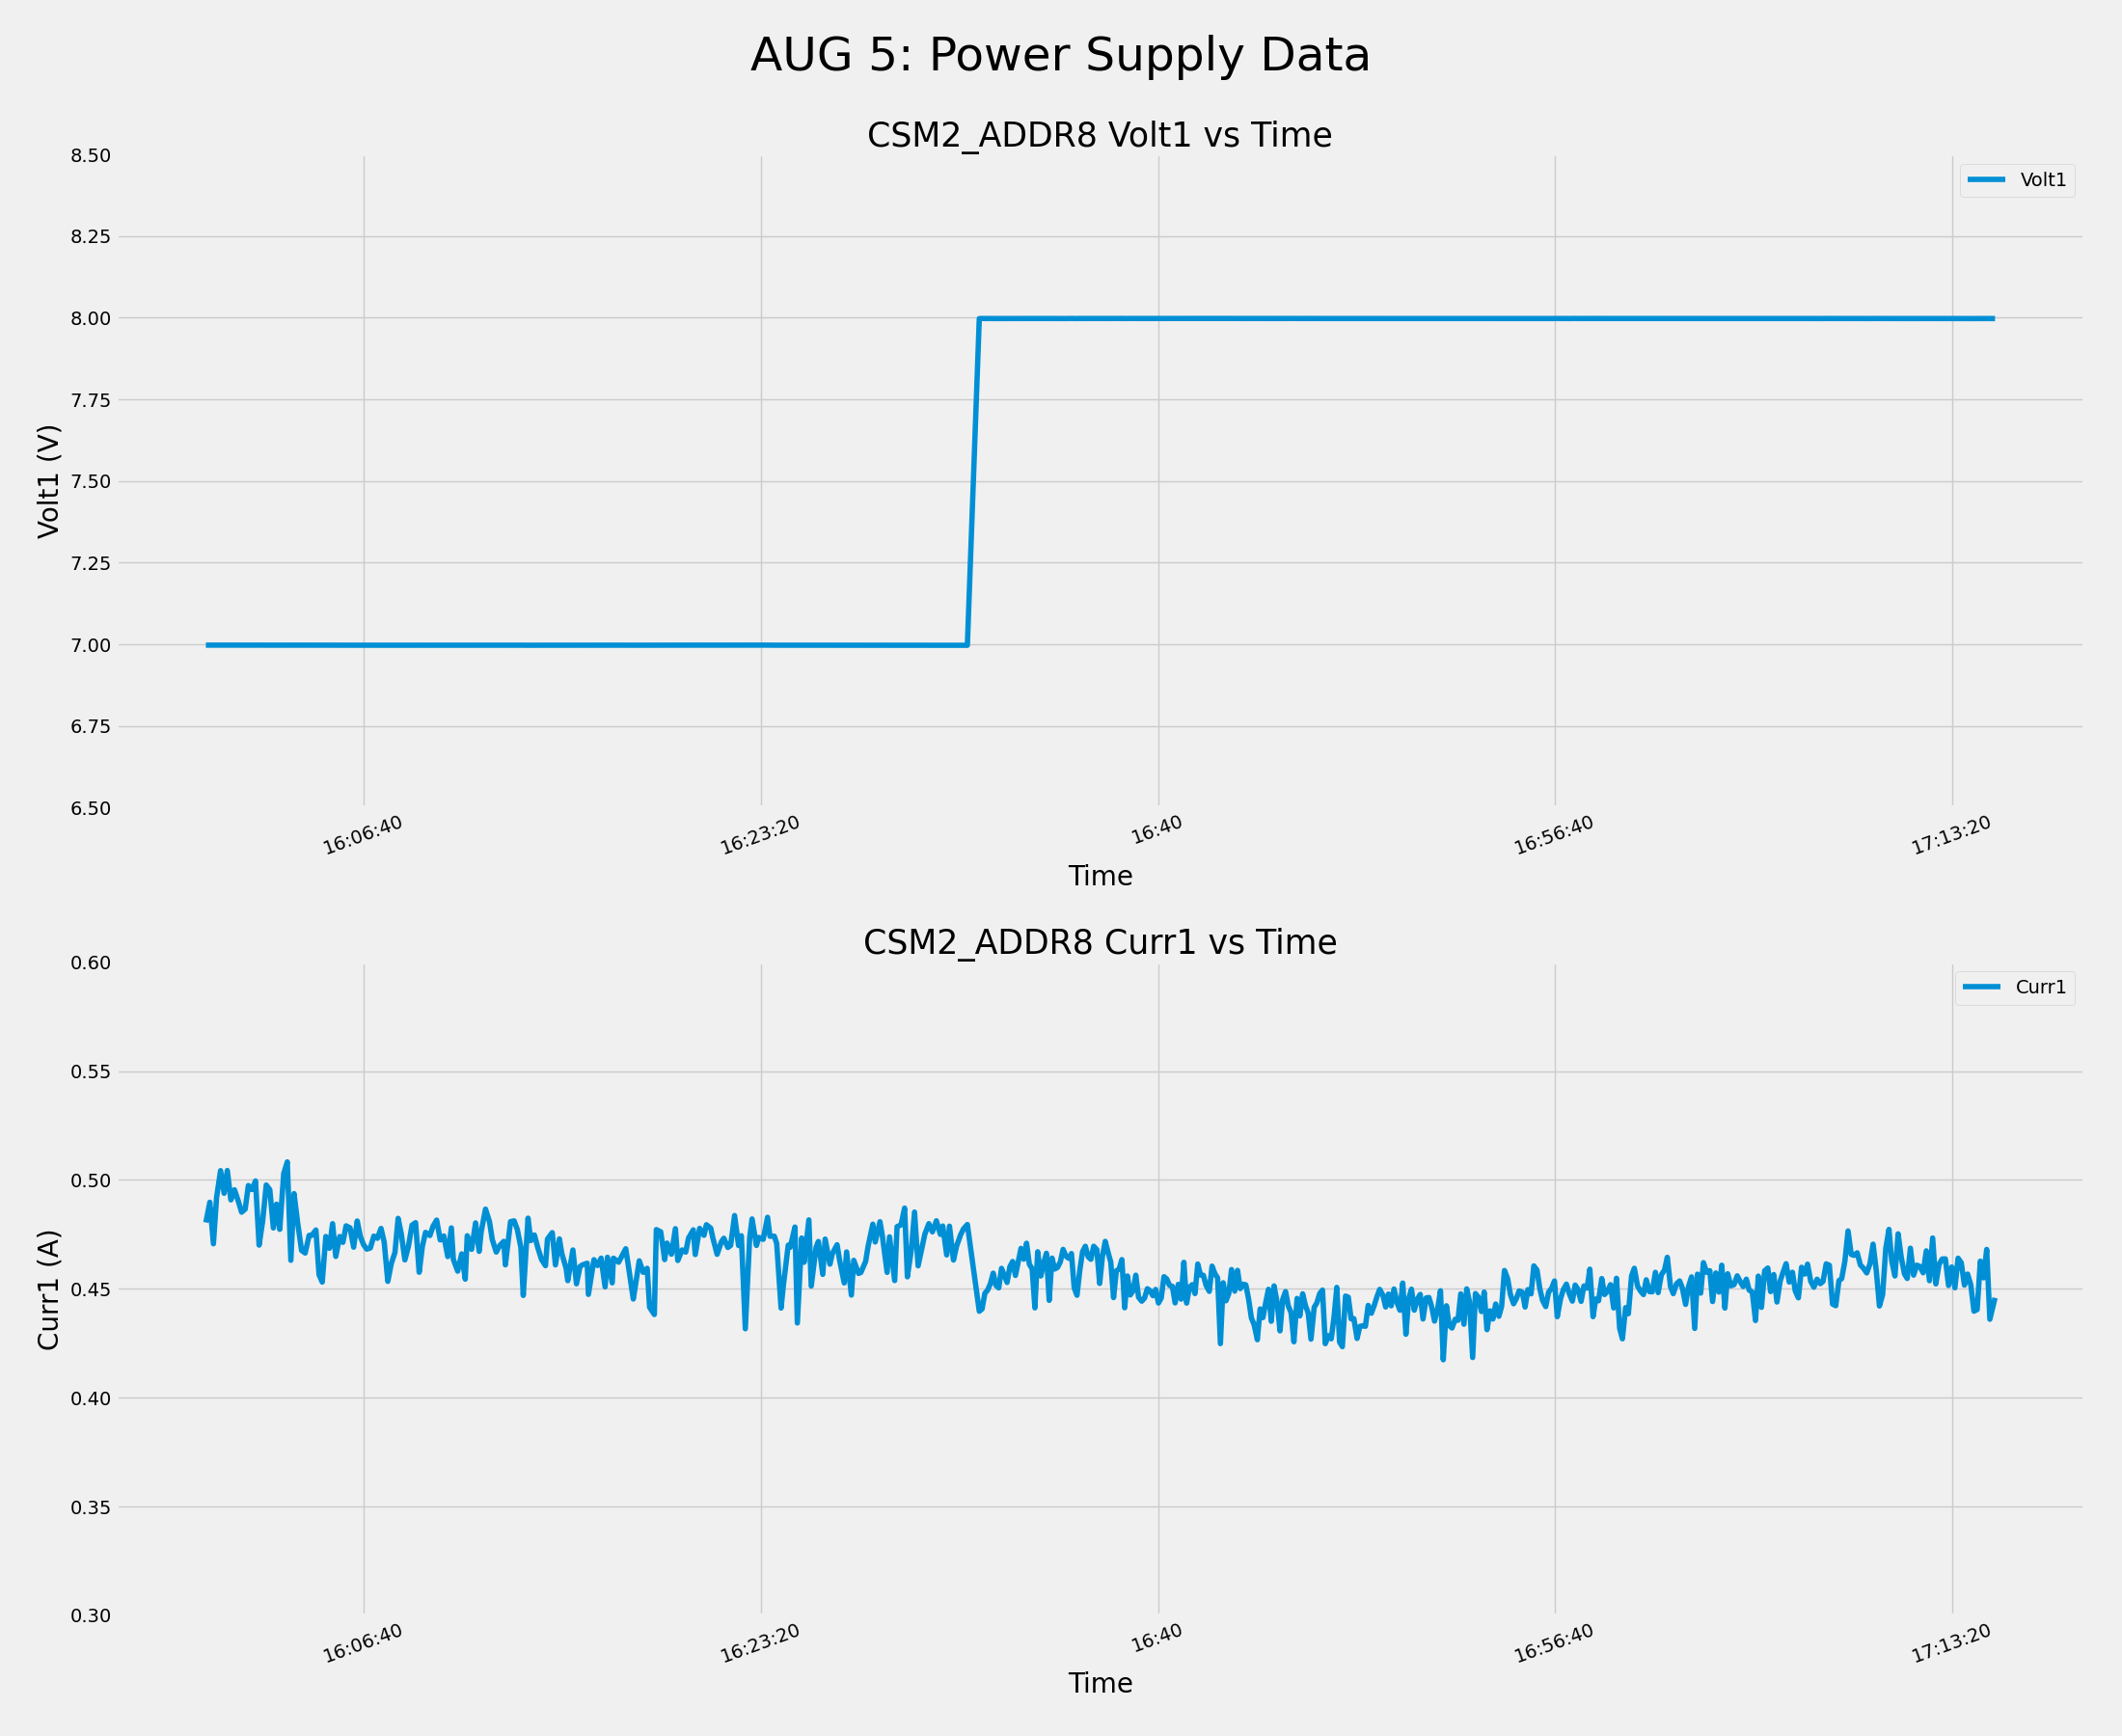 AUG 5: Power Supply Data
CSM2_ADDR8 Volt1 vs Time
Volt1
8.50
8.25
8.00
7.75
7.50
7.25
7.00
6.75
6.50
Volt1 (V)
16:06:40 16:23:20 16:40 16:56:40 17:13:20
Time
CSM2_ADDR8 Curr1 vs Time
Curr1
0.60
0.55
0.50
0.45
0.40
0.35
0.30
Curr1 (A)
16:06:40 16:23:20 16:40 16:56:40 17:13:20
Time